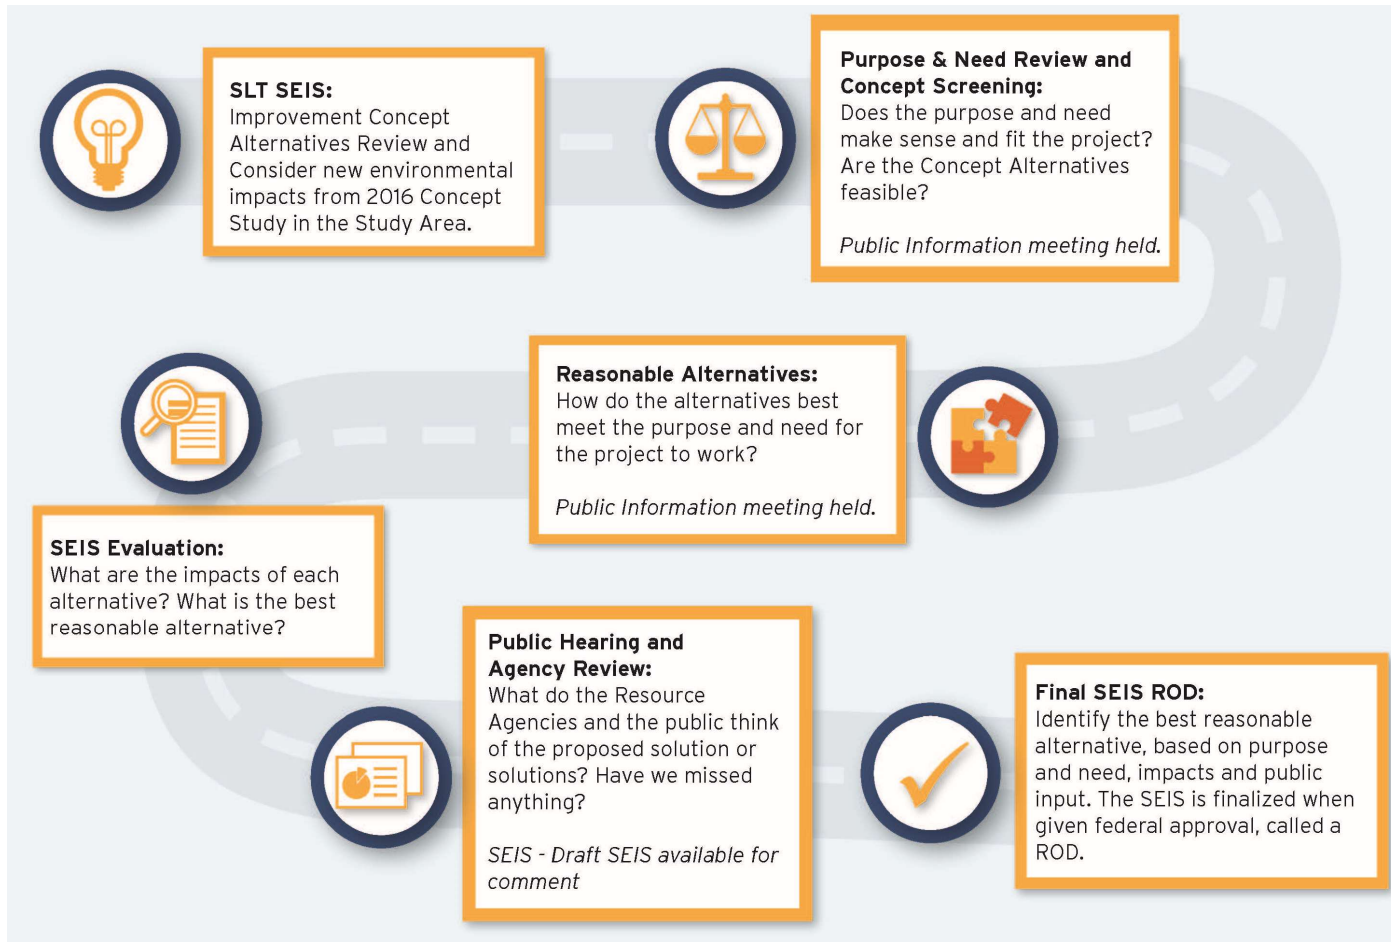 SLT SEIS:
Improvement Concept
Alternatives Review and
Consider new environmental
impacts from 2016 Concept
Study in the Study Area.
Purpose & Need Review and
Concept Screening:
Does the purpose and need
make sense and fit the project?
Are the Concept Alternatives
feasible?
Public Information meeting held.
Reasonable Alternatives:
How do the alternatives best
meet the purpose and need for
the project to work?
Public Information meeting held.
SEIS Evaluation:
What are the impacts of each
alternative? What is the best
reasonable alternative?
Public Hearing and
Agency Review:
What do the Resource
Agencies and the public think
of the proposed solution or
solutions? Have we missed
anything?
SEIS - Draft SEIS available for
comment
Final SEIS ROD:
Identify the best reasonable
alternative, based on purpose
and need, impacts and public
input. The SEIS is finalized when
given federal approval, called a
ROD.